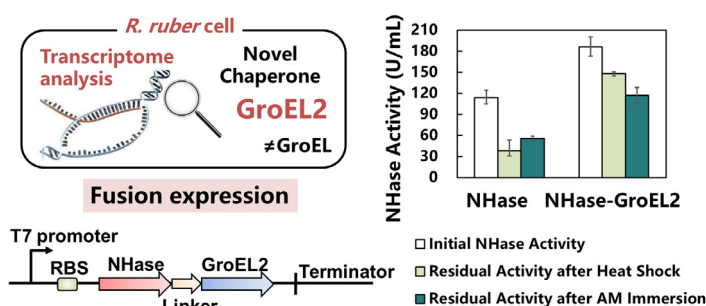 R. ruber cell
Transcriptome
analysis
Novel
Chaperone
GroEL2
≠GroEL
Fusion expression
T7 promoter
RBS
NHase
GroEL2
Terminator
Linker
NHase Activity (U/mL)
210
180
150
120
90
60
30
0
NHase
NHase-GroEL2
Initial NHase Activity
Residual Activity after Heat Shock
Residual Activity after AM Immersion